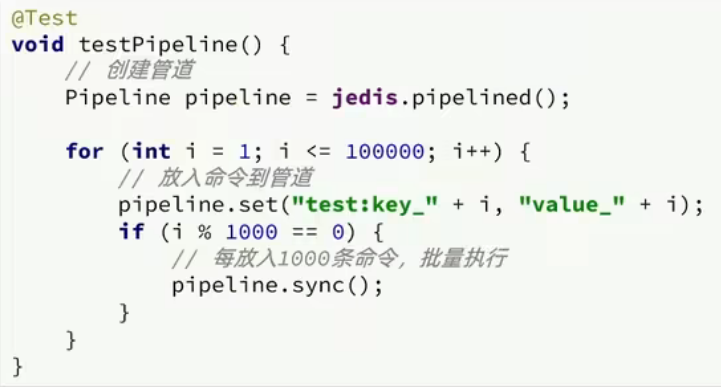 @Test
void testPipeline() {
    // 创建管道
    Pipeline pipeline = jedis.pipelined();

    for (int i = 1; i <= 100000; i++) {
        // 放入命令到管道
        pipeline.set("test:key_" + i, "value_" + i);
        if (i % 1000 == 0) {
            // 每放入1000条命令，批量执行
            pipeline.sync();
        }
    }
}